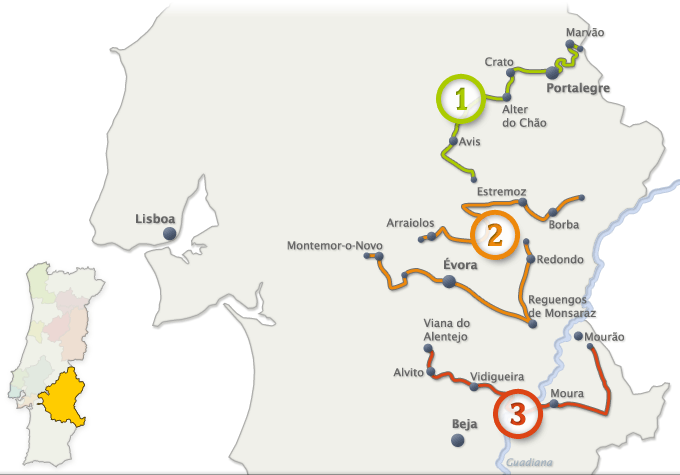 Marvão
Crato
Portalegre
1
Alter
do Chão
Avis
Estremoz
Lisboa
Borba
Arraiolos
2
Montemor-o-Novo
Évora
Redondo
Reguengos
de Monsaraz
Viana do
Alentejo
Mourão
Alvito
Vidigueira
Moura
3
Beja
Guadiana